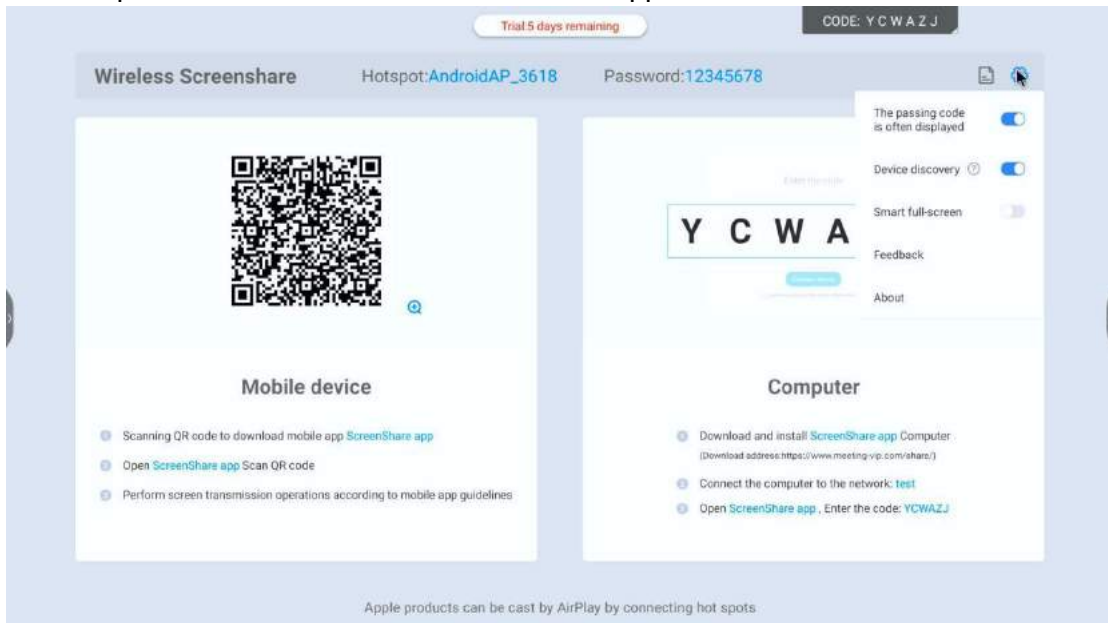 Trial:5 days remaining
CODE: Y C W A Z J
Wireless Screenshare
Hotspot:AndroidAP_3618
Password:12345678
The passing code
is often displayed
Device discovery
Smart full-screen
Feedback
About
Y C W A
Mobile device
Scanning QR code to download mobile app ScreenShare app
Open ScreenShare app Scan QR code
Perform screen transmission operations according to mobile app guidelines
Computer
Download and install ScreenShare app Computer
(Download address:https://www.meeting-vip.com/share/)
Connect the computer to the network: test
Open ScreenShare app , Enter the code: YCWAZJ
Apple products can be cast by AirPlay by connecting hot spots